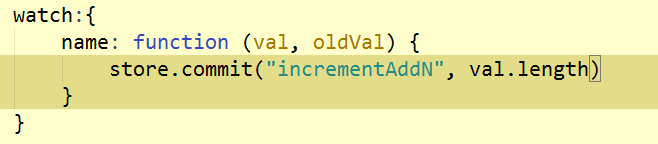 watch:{
    name: function (val, oldVal) {
        store.commit("incrementAddN", val.length)
    }
}